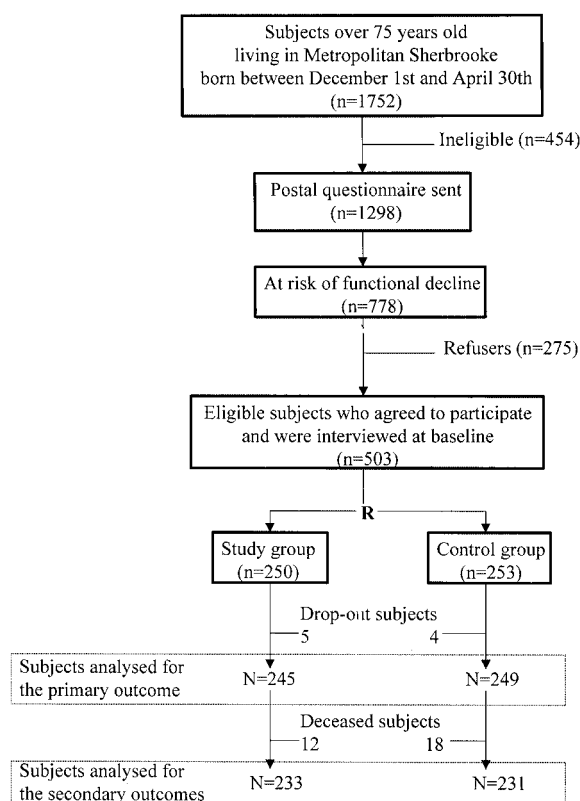 Subjects over 75 years old
living in Metropolitan Sherbrooke
born between December 1st and April 30th
(n=1752)
Ineligible (n=454)
Postal questionnaire sent
(n=1298)
At risk of functional decline
(n=778)
Refusers (n=275)
Eligible subjects who agreed to participate
and were interviewed at baseline
(n=503)
R
Study group
(n=250)
Control group
(n=253)
Drop-out subjects
5 4
Subjects analysed for
the primary outcome
N=245 N=249
Deceased subjects
12 18
Subjects analysed for
the secondary outcomes
N=233 N=231